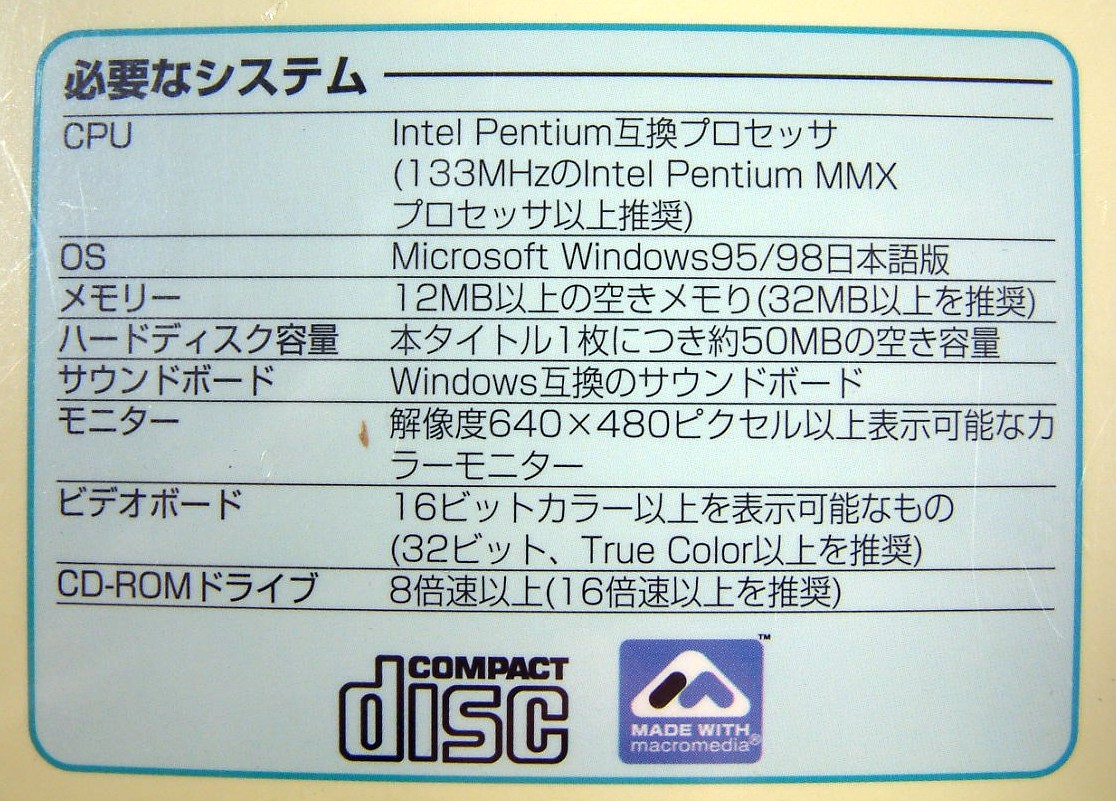 必要なシステム
CPU Intel Pentium互換プロセッサ
(133MHzのIntel Pentium MMX
プロセッサ以上推奨)
OS Microsoft Windows95/98日本語版
メモリー 12MB以上の空きメモり(32MB以上を推奨)
ハードディスク容量 本タイトル1枚につき約50MBの空き容量
サウンドボード Windows互換のサウンドボード
モニター 解像度640×480ピクセル以上表示可能なカ
ラーモニター
ビデオボード 16ビットカラー以上を表示可能なもの
(32ビット、True Color以上を推奨)
CD-ROMドライブ 8倍速以上(16倍速以上を推奨)
COMPACT
disc
™
MADE WITH
macromedia®